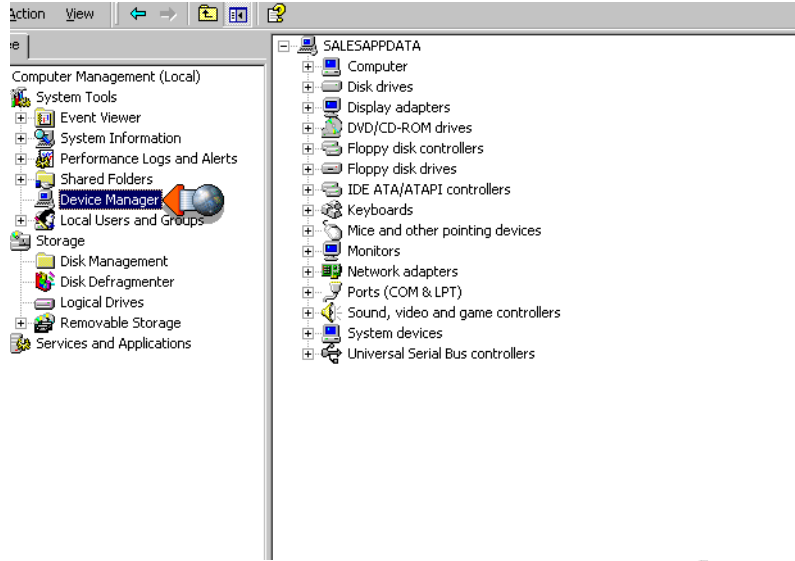 Action View
ee
Computer Management (Local)
System Tools
Event Viewer
System Information
Performance Logs and Alerts
Shared Folders
Device Manager
Local Users and Groups
Storage
Disk Management
Disk Defragmenter
Logical Drives
Removable Storage
Services and Applications
SALESAPPDATA
Computer
Disk drives
Display adapters
DVD/CD-ROM drives
Floppy disk controllers
Floppy disk drives
IDE ATA/ATAPI controllers
Keyboards
Mice and other pointing devices
Monitors
Network adapters
Ports (COM & LPT)
Sound, video and game controllers
System devices
Universal Serial Bus controllers